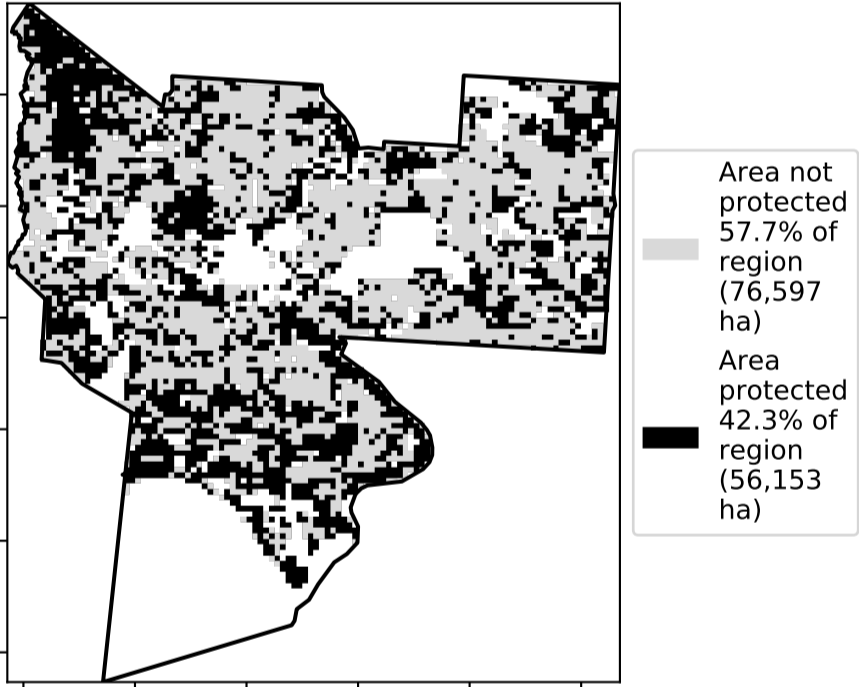 Area not
protected
57.7% of
region
(76,597
ha)
Area
protected
42.3% of
region
(56,153
ha)